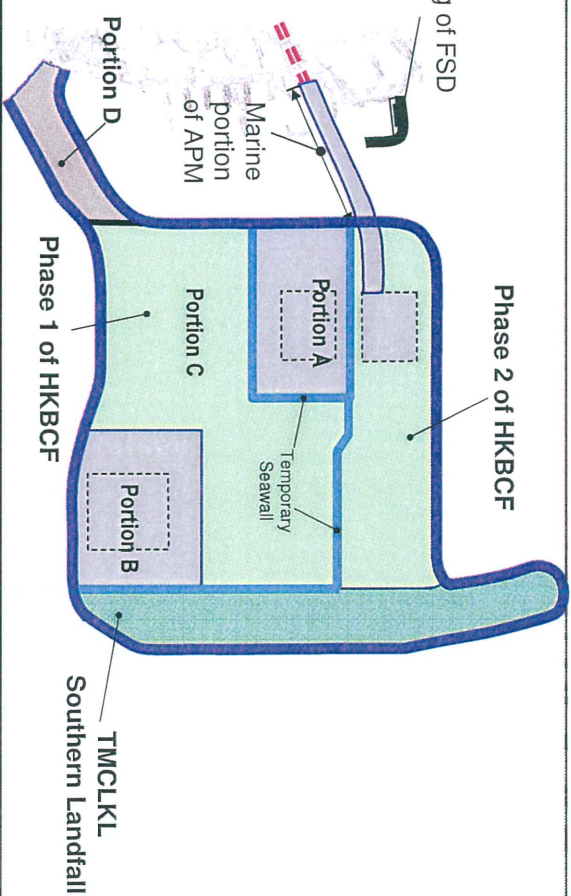 g of FSD
Phase 2 of HKBCF
Marine
portion
of APM
Portion D
Portion A
Temporary
Seawall
Portion C
Phase 1 of HKBCF
Portion B
TMCLKL
Southern Landfall